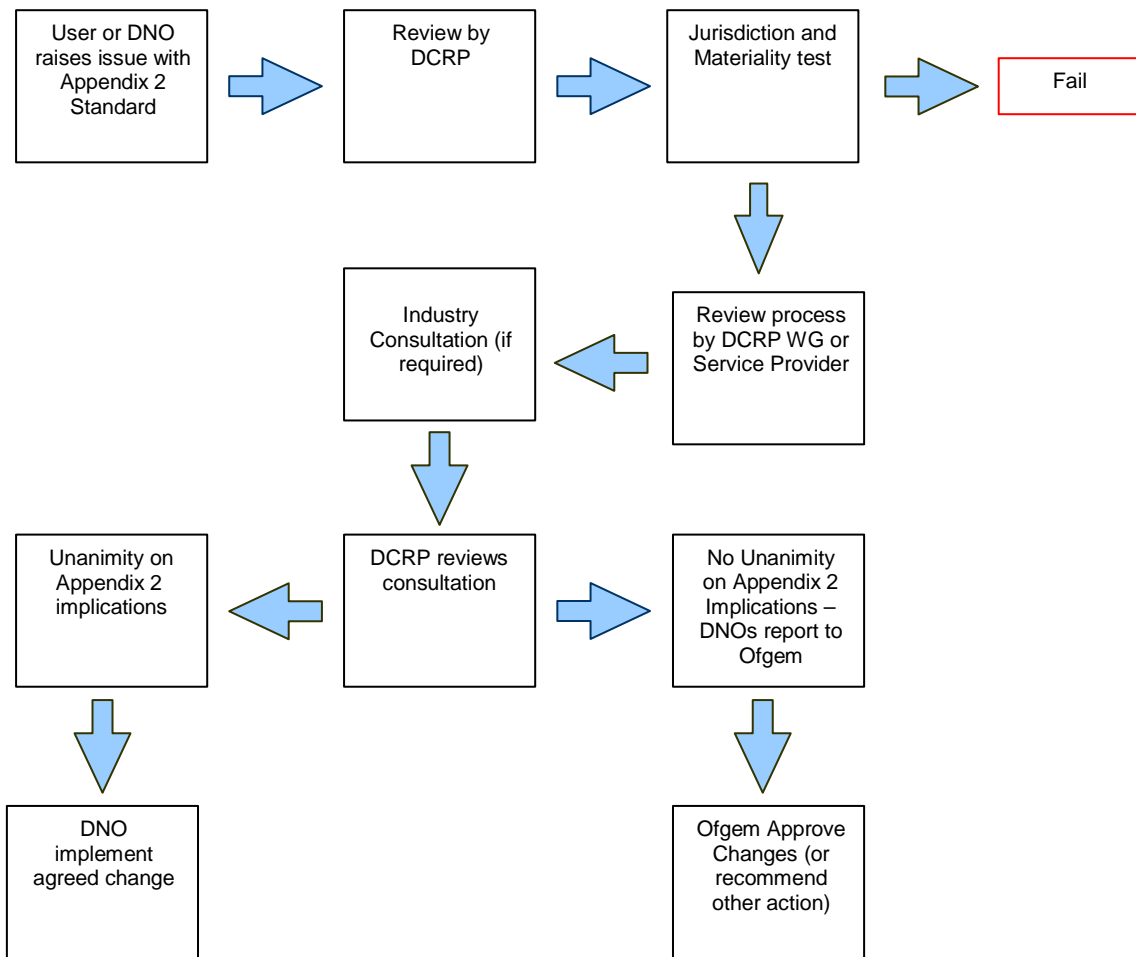 User or DNO
raises issue with
Appendix 2
Standard
Review by
DCRP
Jurisdiction and
Materiality test
Fail
Industry
Consultation (if
required)
Review process
by DCRP WG or
Service Provider
Unanimity on
Appendix 2
implications
DCRP reviews
consultation
No Unanimity
on Appendix 2
Implications –
DNOs report to
Ofgem
DNO
implement
agreed change
Ofgem Approve
Changes (or
recommend
other action)